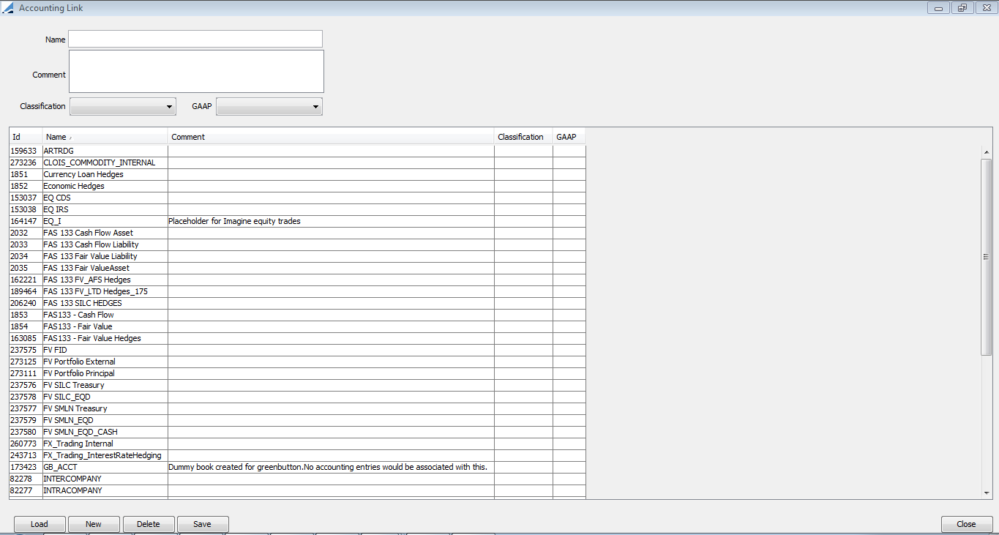 Accounting Link
Name
Comment
Classification GAAP
Id Name Comment Classification GAAP
159633 ARTRDG
273236 CLOIS_COMMODITY_INTERNAL
1851 Currency Loan Hedges
1852 Economic Hedges
153037 EQ CDS
153038 EQ IRS
164147 EQ_I Placeholder for Imagine equity trades
2032 FAS 133 Cash Flow Asset
2033 FAS 133 Cash Flow Liability
2034 FAS 133 Fair Value Liability
2035 FAS 133 Fair ValueAsset
162221 FAS 133 FV_AFS Hedges
189464 FAS 133 FV_LTD Hedges_175
206240 FAS 133 SILC HEDGES
1853 FAS133 - Cash Flow
1854 FAS133 - Fair Value
163085 FAS133 - Fair Value Hedges
237575 FV FID
273125 FV Portfolio External
273111 FV Portfolio Principal
237576 FV SILC Treasury
237578 FV SILC_EQD
237577 FV SMLN Treasury
237579 FV SMLN_EQD
237580 FV SMLN_EQD_CASH
260773 FX_Trading Internal
243713 FX_Trading_InterestRateHedging
173423 GB_ACCT Dummy book created for greenbutton.No accounting entries would be associated with this.
82278 INTERCOMPANY
82277 INTRACOMPANY
Load New Delete Save Close